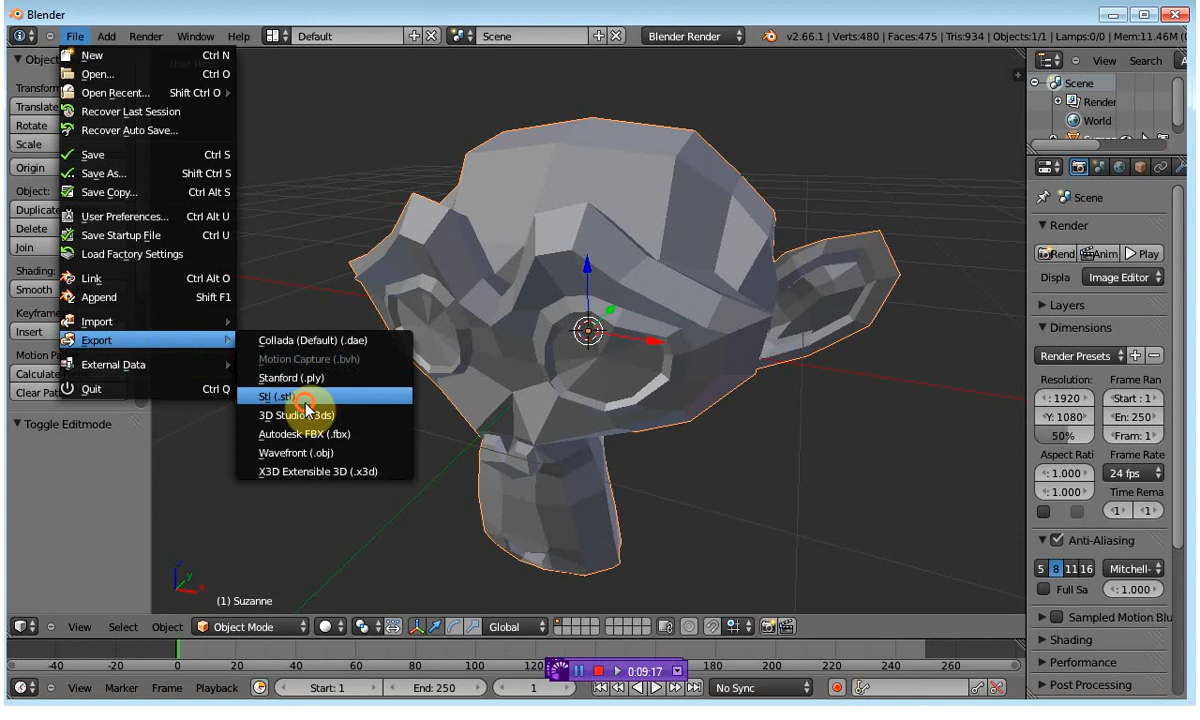 Blender
File Add Render Window Help Default Scene Blender Render v2.66.1 | Verts:480 | Faces:475 | Tris:934 | Objects:1/1 | Lamps:0/0 | Mem:11.46M
New Ctrl N
Open... Ctrl O
Open Recent... Shift Ctrl O
Recover Last Session
Recover Auto Save...
Save Ctrl S
Save As... Shift Ctrl S
Save Copy... Ctrl Alt S
User Preferences... Ctrl Alt U
Save Startup File Ctrl U
Load Factory Settings
Link Ctrl Alt O
Append Shift F1
Import
Export
External Data
Quit Ctrl Q
Collada (Default) (.dae)
Motion Capture (.bvh)
Stanford (.ply)
Stl (.stl)
3D Studio (.3ds)
Autodesk FBX (.fbx)
Wavefront (.obj)
X3D Extensible 3D (.x3d)
Objec
Transform
Translate
Rotate
Scale
Origin
Object:
Duplicate
Delete
Join
Shading:
Smooth
Keyframe
Insert
Motion Pa
Calculate
Clear Pat
Toggle Editmode
(1) Suzanne
View Select Object Object Mode Global
-40 -20 0 20 40 60 80 100 120 180 200 220 240 260
0:09:17
View Marker Frame Playback Start: 1 End: 250 1 No Sync
View Search
Scene
Render
World
Scene
Render
Rend Anim Play
Displa Image Editor
Layers
Dimensions
Render Presets
Resolution: Frame Ran
: 1920 Start : 1
Y: 1080 En: 250
50% Fram: 1
Aspect Rati Frame Rate
: 1.000 24 fps
: 1.000 Time Rema
1 1
Anti-Aliasing
5 8 11 16 Mitchell-
Full Sa : 1.000
Sampled Motion Blu
Shading
Performance
Post Processing